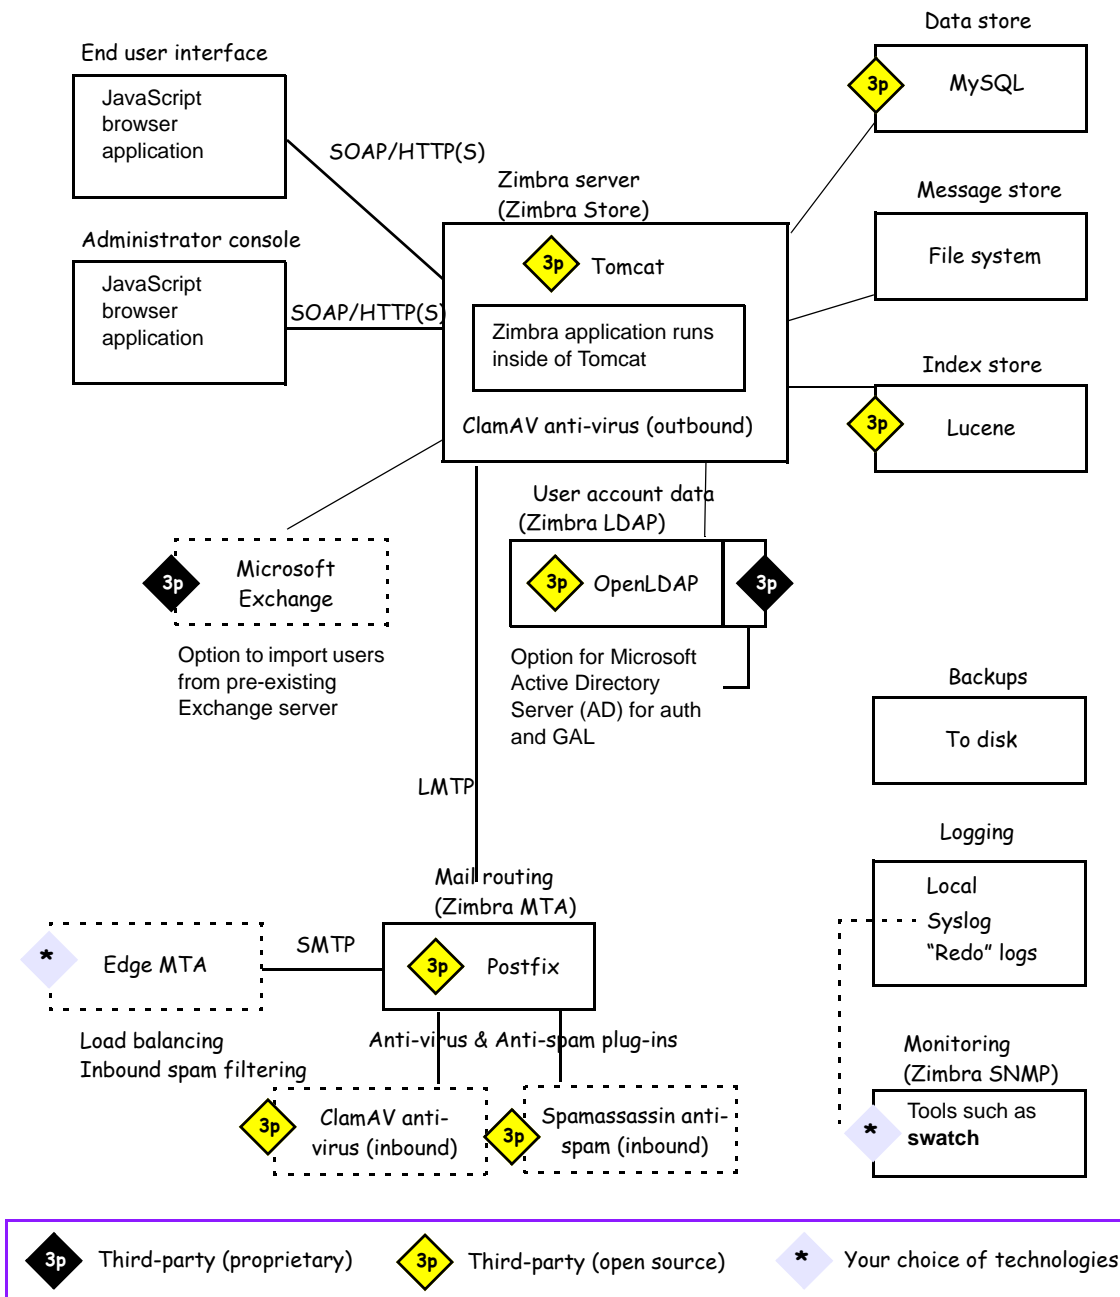 Data store
End user interface
3p
MySQL
JavaScript
browser
application
SOAP/HTTP(S)
Zimbra server
(Zimbra Store)
Message store
File system
Administrator console
JavaScript
browser
application
SOAP/HTTP(S)
3p
Tomcat
Zimbra application runs
inside of Tomcat
ClamAV anti-virus (outbound)
Index store
3p
Lucene
User account data
(Zimbra LDAP)
3p
Microsoft
Exchange
3p
OpenLDAP
3p
Option to import users
from pre-existing
Exchange server
Option for Microsoft
Active Directory
Server (AD) for auth
and GAL
Backups
To disk
LMTP
Logging
Local
Syslog
“Redo” logs
Mail routing
(Zimbra MTA)
*
Edge MTA
SMTP
3p
Postfix
Load balancing
Inbound spam filtering
Anti-virus & Anti-spam plug-ins
3p
ClamAV anti-
virus (inbound)
3p
Spamassassin anti-
spam (inbound)
Monitoring
(Zimbra SNMP)
*
Tools such as
swatch
3p Third-party (proprietary)
3p Third-party (open source)
* Your choice of technologies